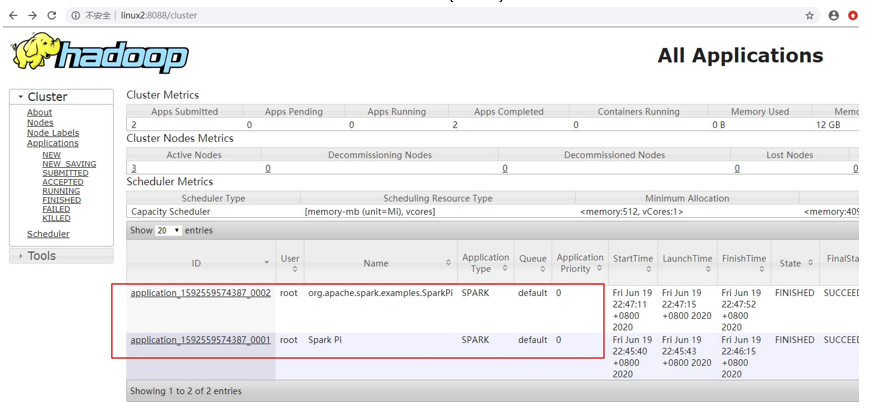 不安全 | linux2:8088/cluster
hadoop
All Applications
Cluster
About
Nodes
Node Labels
Applications
NEW
NEW_SAVING
SUBMITTED
ACCEPTED
RUNNING
FINISHED
FAILED
KILLED
Scheduler
Tools
Cluster Metrics
Apps Submitted Apps Pending Apps Running Apps Completed Containers Running Memory Used Memo
2 0 0 2 0 0 B 12 GB
Cluster Nodes Metrics
Active Nodes Decommissioning Nodes Decommissioned Nodes Lost Nodes
3 0 0 0 0
Scheduler Metrics
Scheduler Type Scheduling Resource Type Minimum Allocation
Capacity Scheduler [memory-mb (unit=Mi), vcores] <memory:512, vCores:1> <memory:409
Show 20 entries
ID User Name Application Type Queue Application Priority StartTime LaunchTime FinishTime State FinalSta
application_1592559574387_0002 root org.apache.spark.examples.SparkPi SPARK default 0 Fri Jun 19 22:47:11 +0800 2020 Fri Jun 19 22:47:15 +0800 2020 Fri Jun 19 22:47:52 +0800 2020 FINISHED SUCCEED
application_1592559574387_0001 root Spark Pi SPARK default 0 Fri Jun 19 22:45:40 +0800 2020 Fri Jun 19 22:45:43 +0800 2020 Fri Jun 19 22:46:15 +0800 2020 FINISHED SUCCEED
Showing 1 to 2 of 2 entries